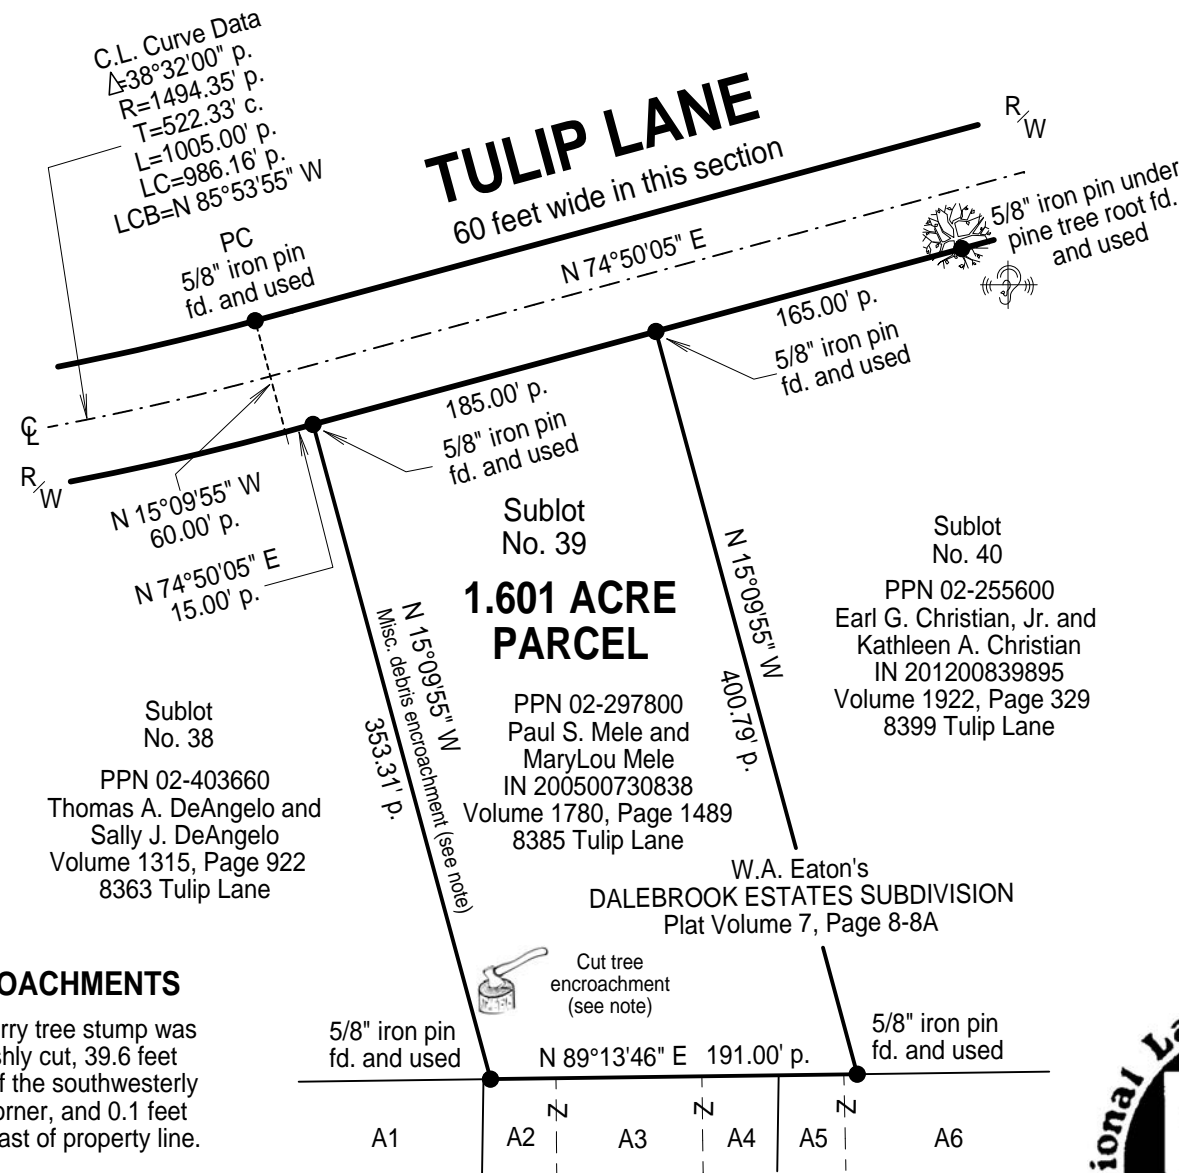 C.L. Curve Data
Δ=38°32'00" p.
R=1494.35' p.
T=522.33' c.
L=1005.00' p.
LC=986.16' p.
LCB=N 85°53'55" W
TULIP LANE
60 feet wide in this section
R/W
PC
5/8" iron pin
fd. and used
N 74°50'05" E
5/8" iron pin under
pine tree root fd.
and used
165.00' p.
5/8" iron pin
fd. and used
185.00' p.
5/8" iron pin
fd. and used
CL
R/W
N 15°09'55" W
60.00' p.
N 74°50'05" E
15.00' p.
Sublot
No. 39
1.601 ACRE
PARCEL
PPN 02-297800
Paul S. Mele and
MaryLou Mele
IN 200500730838
Volume 1780, Page 1489
8385 Tulip Lane
N 15°09'55" W
Misc. debris encroachment (see note)
353.31' p.
N 15°09'55" W
400.79' p.
Sublot
No. 40
PPN 02-255600
Earl G. Christian, Jr. and
Kathleen A. Christian
IN 201200839895
Volume 1922, Page 329
8399 Tulip Lane
Sublot
No. 38
PPN 02-403660
Thomas A. DeAngelo and
Sally J. DeAngelo
Volume 1315, Page 922
8363 Tulip Lane
W.A. Eaton's
DALEBROOK ESTATES SUBDIVISION
Plat Volume 7, Page 8-8A
Cut tree
encroachment
(see note)
OACHMENTS
rry tree stump was
shly cut, 39.6 feet
f the southwesterly
orner, and 0.1 feet
ast of property line.
5/8" iron pin
fd. and used
N 89°13'46" E 191.00' p.
5/8" iron pin
fd. and used
A1
A2
Z
A3
Z
A4
A5
Z
A6
ional La